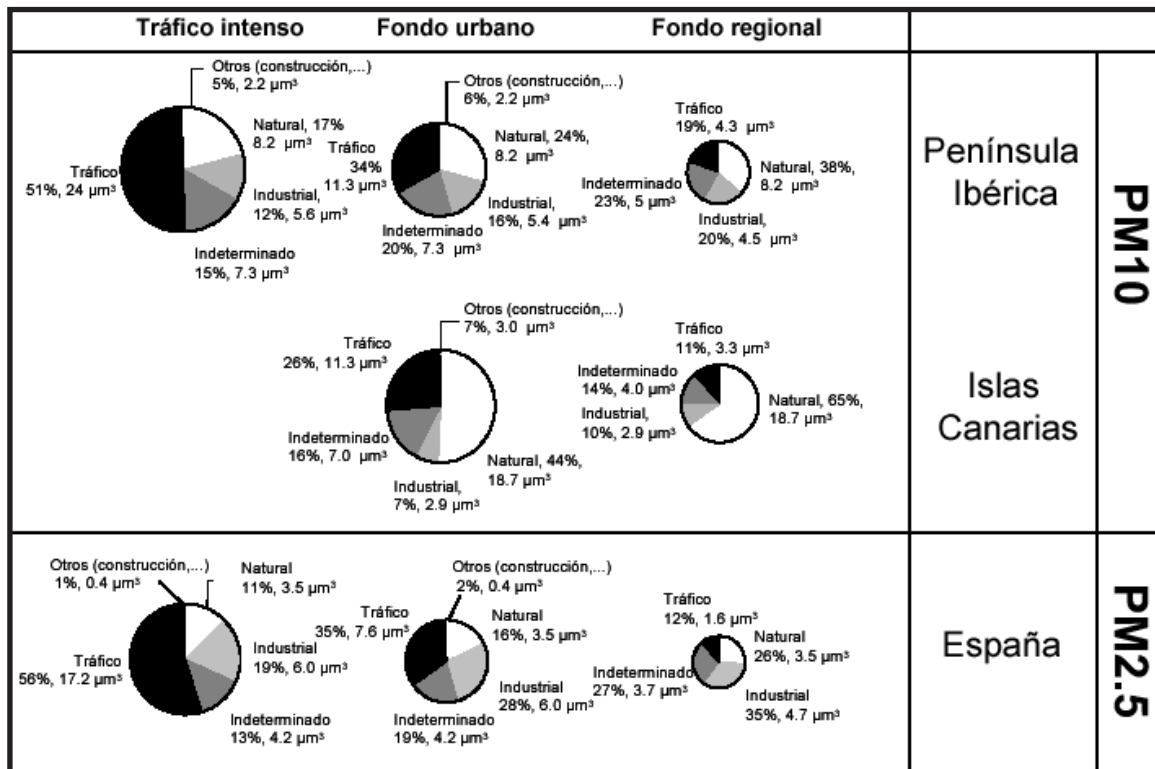 Tráfico intenso
Fondo urbano
Fondo regional
Otros (construcción,...)
5%, 2.2 µm³
Natural, 17%
8.2 µm³
Tráfico
51%, 24 µm³
Industrial
12%, 5.6 µm³
Indeterminado
15%, 7.3 µm³
Otros (construcción,...)
6%, 2.2 µm³
Natural, 24%,
8.2 µm³
Tráfico
34%
11.3 µm³
Industrial,
16%, 5.4 µm³
Indeterminado
20%, 7.3 µm³
Tráfico
19%, 4.3 µm³
Natural, 38%,
8.2 µm³
Indeterminado
23%, 5 µm³
Industrial,
20%, 4.5 µm³
Península
Ibérica
PM10
Otros (construcción,...)
7%, 3.0 µm³
Tráfico
26%, 11.3 µm³
Indeterminado
16%, 7.0 µm³
Natural, 44%,
18.7 µm³
Industrial,
7%, 2.9 µm³
Tráfico
11%, 3.3 µm³
Indeterminado
14%, 4.0 µm³
Industrial,
10%, 2.9 µm³
Natural, 65%,
18.7 µm³
Islas
Canarias
Otros (construcción,...)
1%, 0.4 µm³
Natural
11%, 3.5 µm³
Tráfico
56%, 17.2 µm³
Industrial
19%, 6.0 µm³
Indeterminado
13%, 4.2 µm³
Otros (construcción,...)
2%, 0.4 µm³
Tráfico
35%, 7.6 µm³
Natural
16%, 3.5 µm³
Industrial
28%, 6.0 µm³
Indeterminado
19%, 4.2 µm³
Tráfico
12%, 1.6 µm³
Natural
26%, 3.5 µm³
Indeterminado
27%, 3.7 µm³
Industrial
35%, 4.7 µm³
España
PM2.5